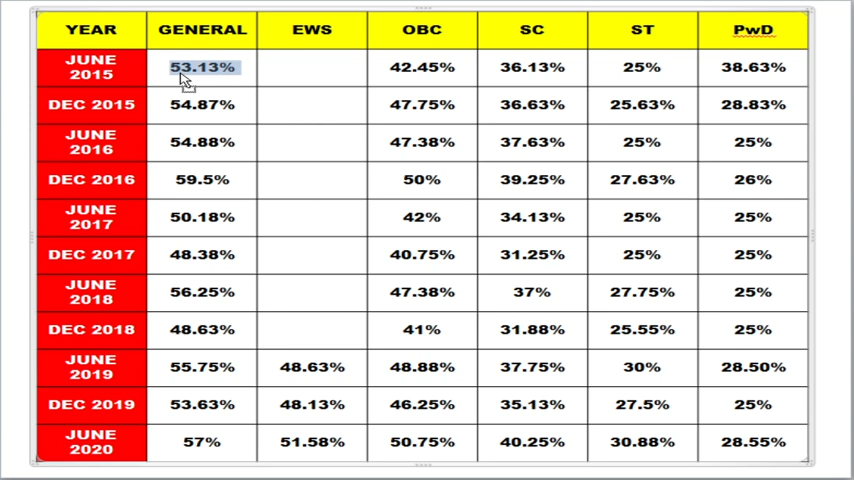 YEAR GENERAL EWS OBC SC ST PwD
JUNE 2015 53.13% 42.45% 36.13% 25% 38.63%
DEC 2015 54.87% 47.75% 36.63% 25.63% 28.83%
JUNE 2016 54.88% 47.38% 37.63% 25% 25%
DEC 2016 59.5% 50% 39.25% 27.63% 26%
JUNE 2017 50.18% 42% 34.13% 25% 25%
DEC 2017 48.38% 40.75% 31.25% 25% 25%
JUNE 2018 56.25% 47.38% 37% 27.75% 25%
DEC 2018 48.63% 41% 31.88% 25.55% 25%
JUNE 2019 55.75% 48.63% 48.88% 37.75% 30% 28.50%
DEC 2019 53.63% 48.13% 46.25% 35.13% 27.5% 25%
JUNE 2020 57% 51.58% 50.75% 40.25% 30.88% 28.55%